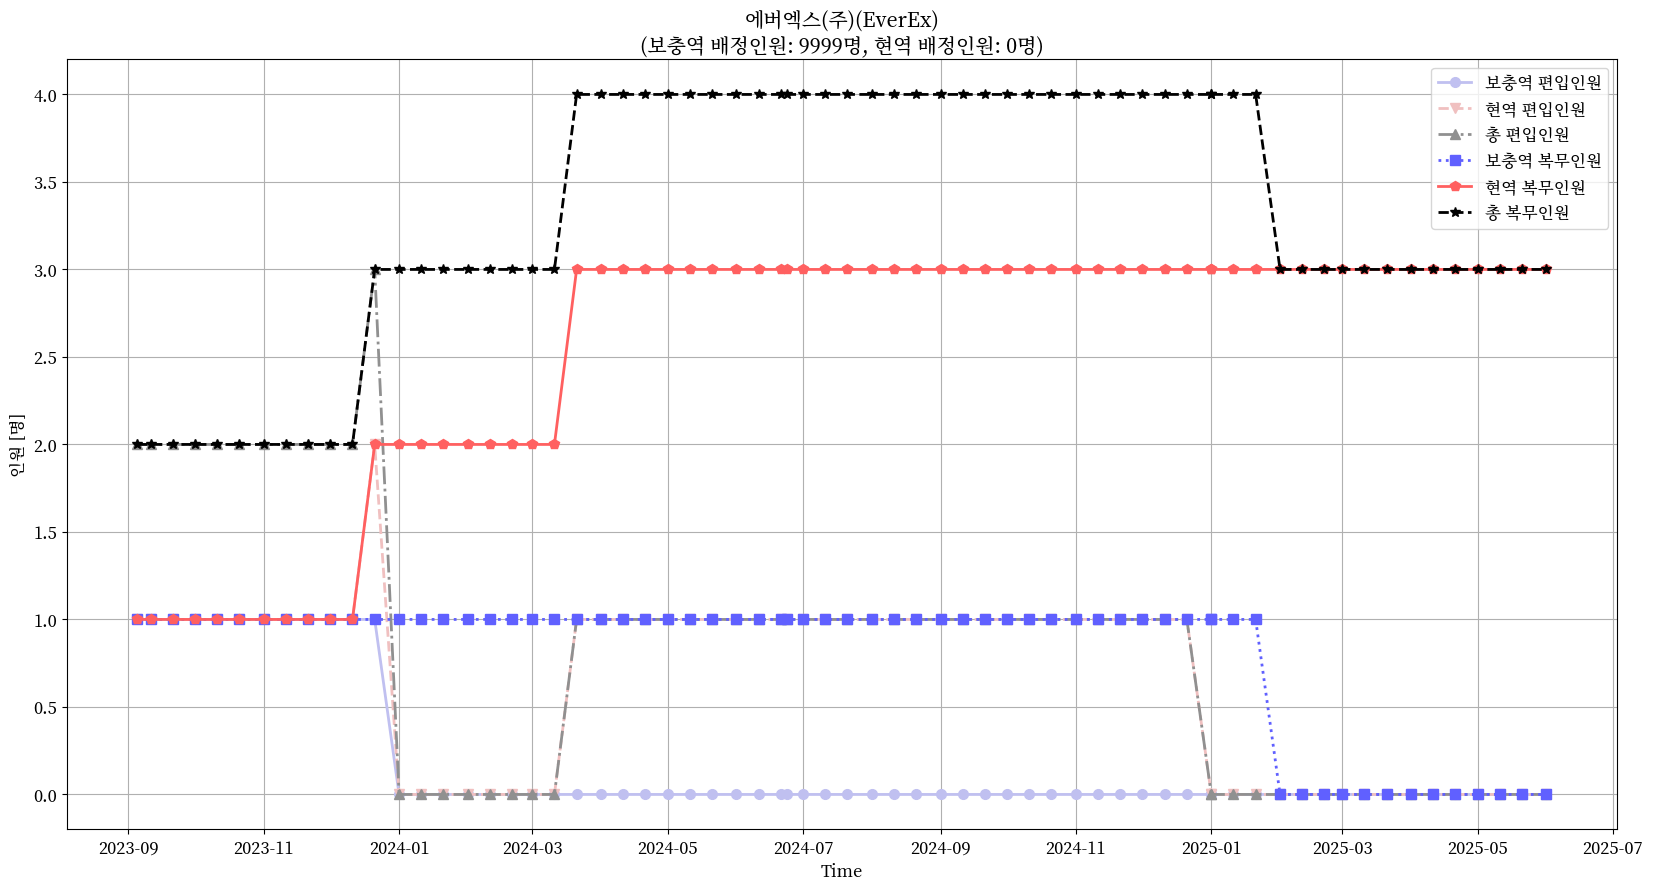 에버엑스(주)(EverEx)
(보충역 배정인원: 9999명, 현역 배정인원: 0명)
보충역 편입인원
현역 편입인원
총 편입인원
보충역 복무인원
현역 복무인원
총 복무인원
인원 [명]
4.0
3.5
3.0
2.5
2.0
1.5
1.0
0.5
0.0
2023-09
2023-11
2024-01
2024-03
2024-05
2024-07
2024-09
2024-11
2025-01
2025-03
2025-05
2025-07
Time